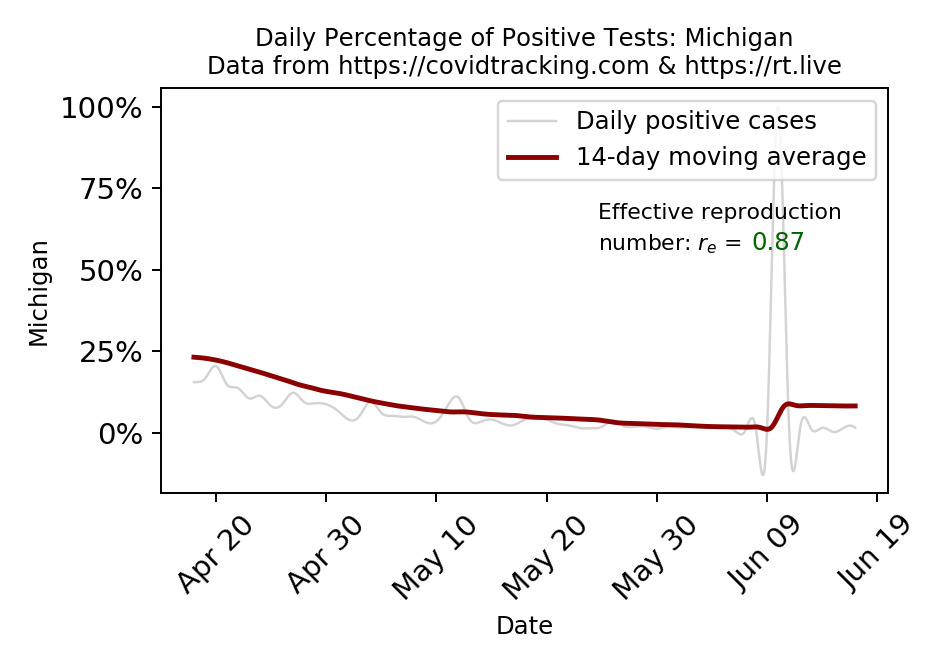 Daily Percentage of Positive Tests: Michigan
Data from https://covidtracking.com & https://rt.live
100%
75%
50%
25%
0%
Michigan
Daily positive cases
14-day moving average
Effective reproduction
number: rₑ = 0.87
Apr 20
Apr 30
May 10
May 20
May 30
Jun 09
Jun 19
Date